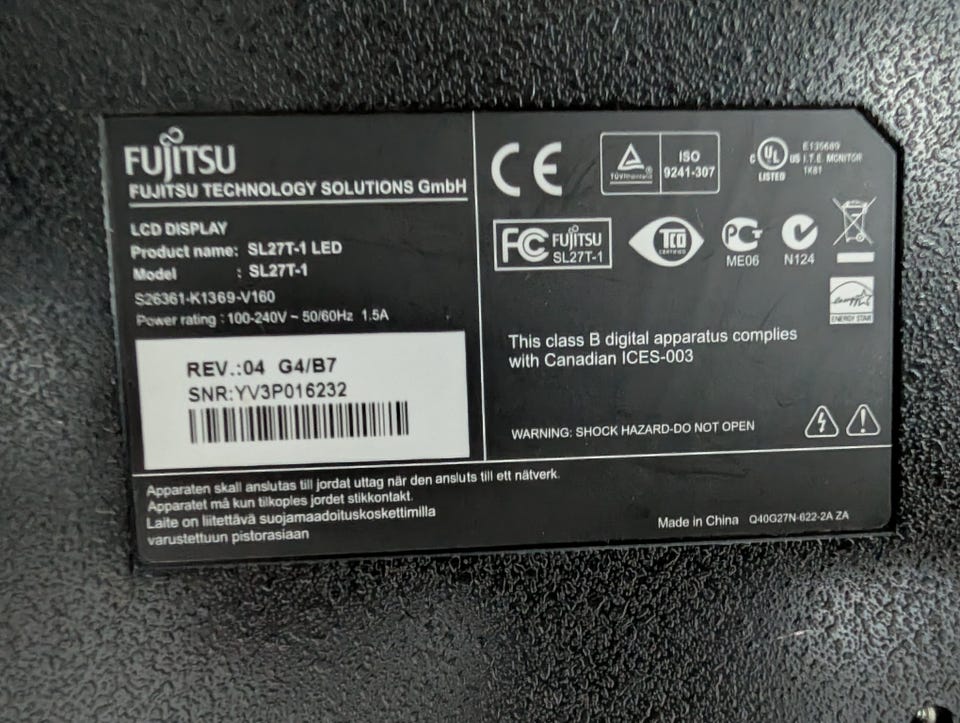 FUJITSU
FUJITSU TECHNOLOGY SOLUTIONS GmbH
LCD DISPLAY
Product name: SL27T-1 LED
Model : SL27T-1
S26361-K1369-V160
Power rating : 100-240V ~ 50/60Hz 1.5A
REV.:04 G4/B7
SNR:YV3P016232
CE
TÜVRheinland
ISO
9241-307
C UL US
LISTED
E135689
I.T.E. MONITOR
1K81
FC
FUJITSU
SL27T-1
TCO
CERTIFIED
ME06
N124
ENERGY STAR
This class B digital apparatus complies
with Canadian ICES-003
WARNING: SHOCK HAZARD-DO NOT OPEN
Apparaten skall anslutas till jordat uttag när den ansluts till ett nätverk.
Apparatet må kun tilkoples jordet stikkontakt.
Laite on liitettävä suojamaadoituskoskettimilla
varustettuun pistorasiaan
Made in China Q40G27N-622-2A ZA